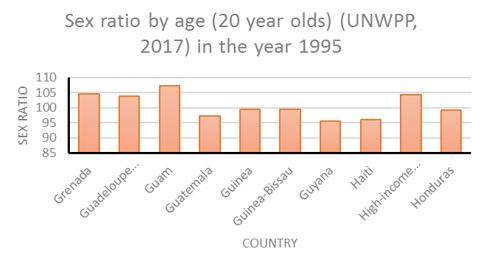 Sex ratio by age (20 year olds) (UNWPP,
2017) in the year 1995
SEX RATIO
110
105
100
95
90
85
Grenada
Guadeloupe...
Guam
Guatemala
Guinea
Guinea-Bissau
Guyana
Haiti
High-income...
Honduras
COUNTRY